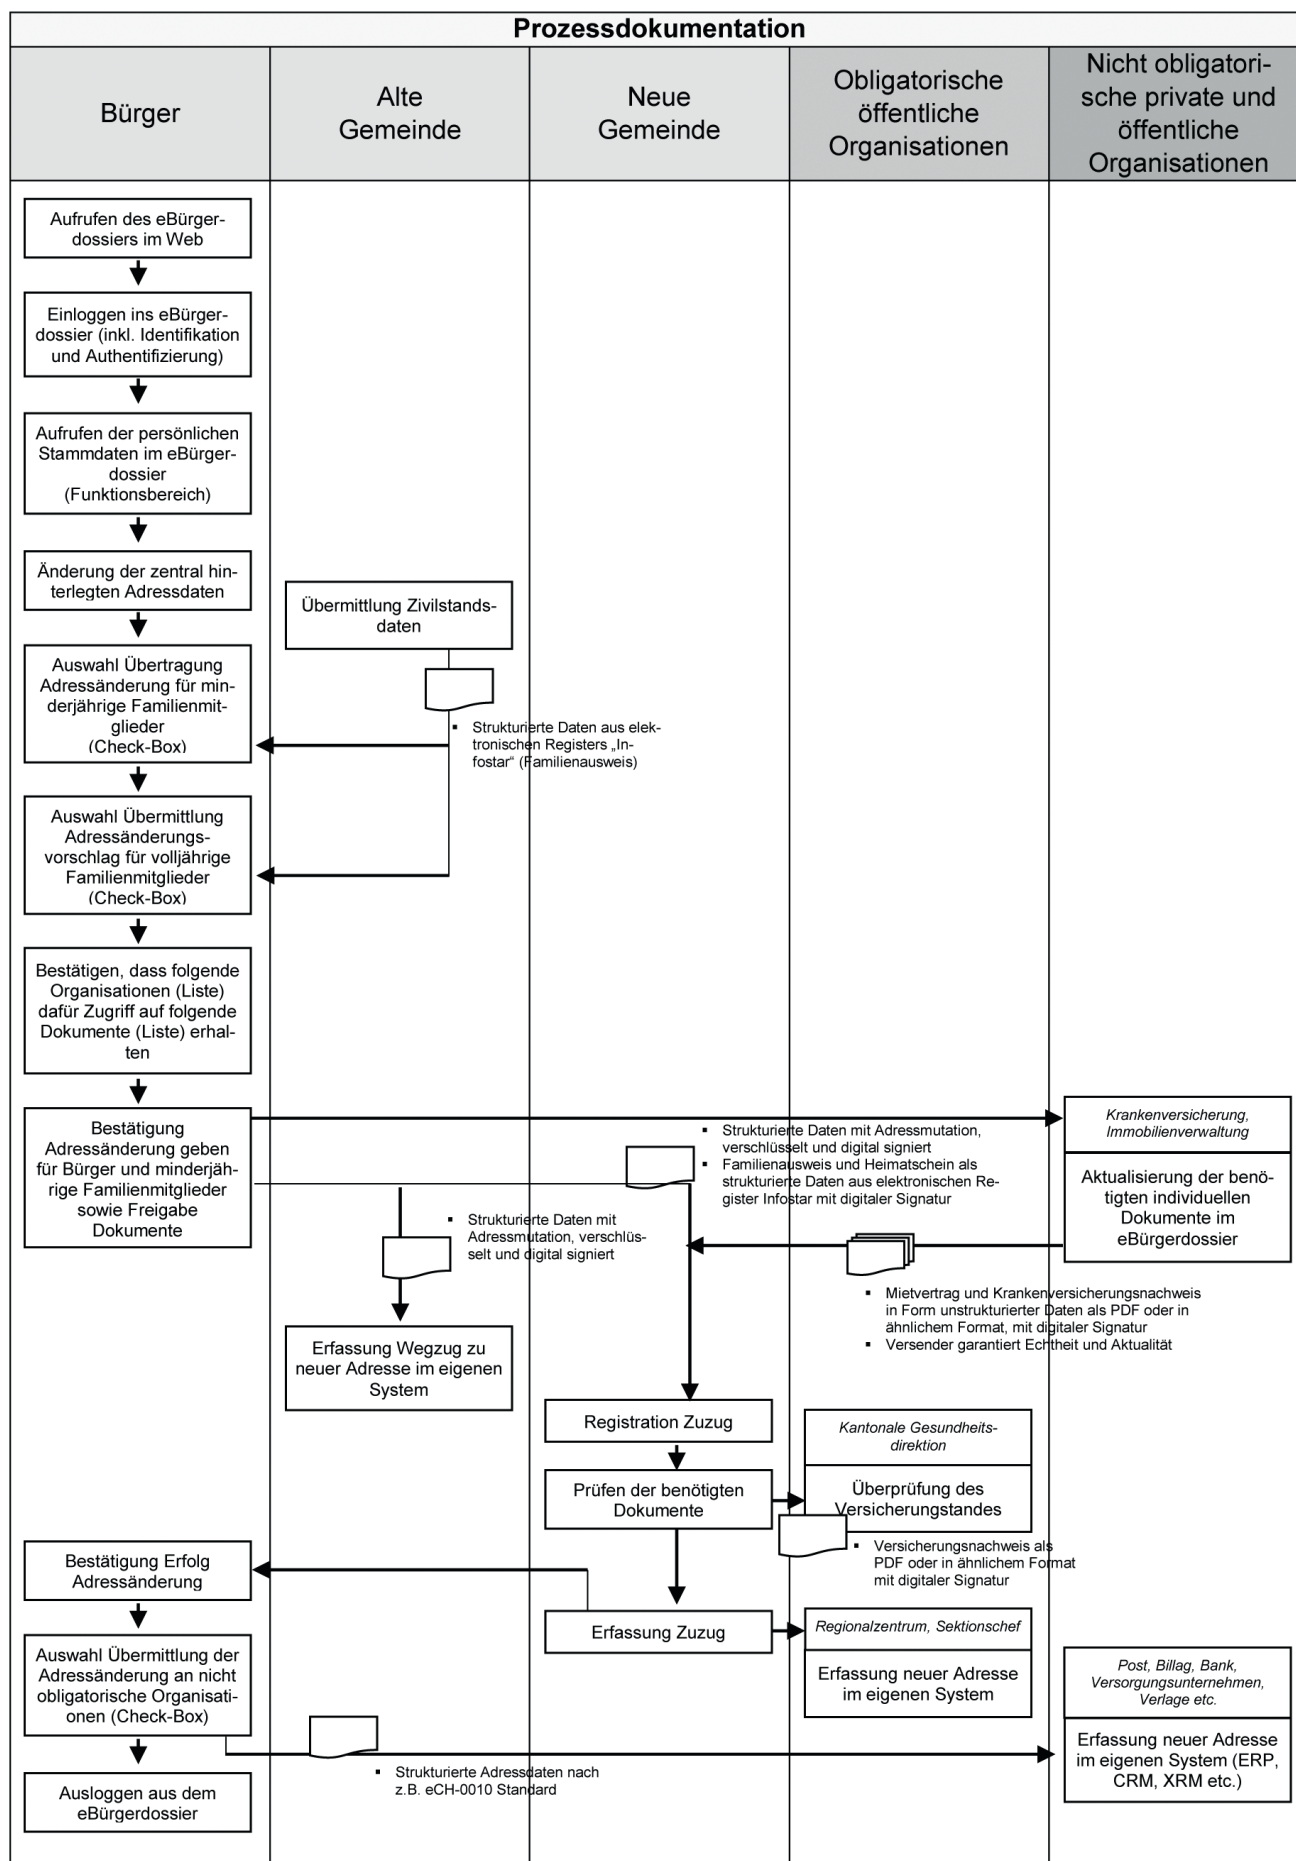 Prozessdokumentation
Bürger
Alte
Gemeinde
Neue
Gemeinde
Obligatorische
öffentliche
Organisationen
Nicht obligatori-
sche private und
öffentliche
Organisationen
Aufrufen des eBürger-
dossiers im Web
Einloggen ins eBürger-
dossier (inkl. Identifikation
und Authentifizierung)
Aufrufen der persönlichen
Stammdaten im eBürger-
dossier
(Funktionsbereich)
Änderung der zentral hin-
terlegten Adressdaten
Übermittlung Zivilstands-
daten
Auswahl Übertragung
Adressänderung für min-
derjährige Familienmit-
glieder
(Check-Box)
▪ Strukturierte Daten aus elek-
tronischen Registers „In-
fostar“ (Familienausweis)
Auswahl Übermittlung
Adressänderungs-
vorschlag für volljährige
Familienmitglieder
(Check-Box)
Bestätigen, dass folgende
Organisationen (Liste)
dafür Zugriff auf folgende
Dokumente (Liste) erhal-
ten
Bestätigung
Adressänderung geben
für Bürger und minderjäh-
rige Familienmitglieder
sowie Freigabe
Dokumente
▪ Strukturierte Daten mit Adressmutation,
verschlüsselt und digital signiert
▪ Familienausweis und Heimatschein als
strukturierte Daten aus elektronischen Re-
gister Infostar mit digitaler Signatur
Krankenversicherung,
Immobilienverwaltung
Aktualisierung der benö-
tigten individuellen
Dokumente im
eBürgerdossier
▪ Strukturierte Daten mit
Adressmutation, verschlüs-
selt und digital signiert
▪ Mietvertrag und Krankenversicherungsnachweis
in Form unstrukturierter Daten als PDF oder in
ähnlichem Format, mit digitaler Signatur
▪ Versender garantiert Echtheit und Aktualität
Erfassung Wegzug zu
neuer Adresse im eigenen
System
Registration Zuzug
Kantonale Gesundheits-
direktion
Prüfen der benötigten
Dokumente
Überprüfung des
Versicherungstandes
▪ Versicherungsnachweis als
PDF oder in ähnlichem Format
mit digitaler Signatur
Bestätigung Erfolg
Adressänderung
Erfassung Zuzug
Regionalzentrum, Sektionschef
Erfassung neuer Adresse
im eigenen System
Auswahl Übermittlung der
Adressänderung an nicht
obligatorische Organisati-
onen (Check-Box)
Post, Billag, Bank,
Versorgungsunternehmen,
Verlage etc.
Erfassung neuer Adresse
im eigenen System (ERP,
CRM, XRM etc.)
▪ Strukturierte Adressdaten nach
z.B. eCH-0010 Standard
Ausloggen aus dem
eBürgerdossier